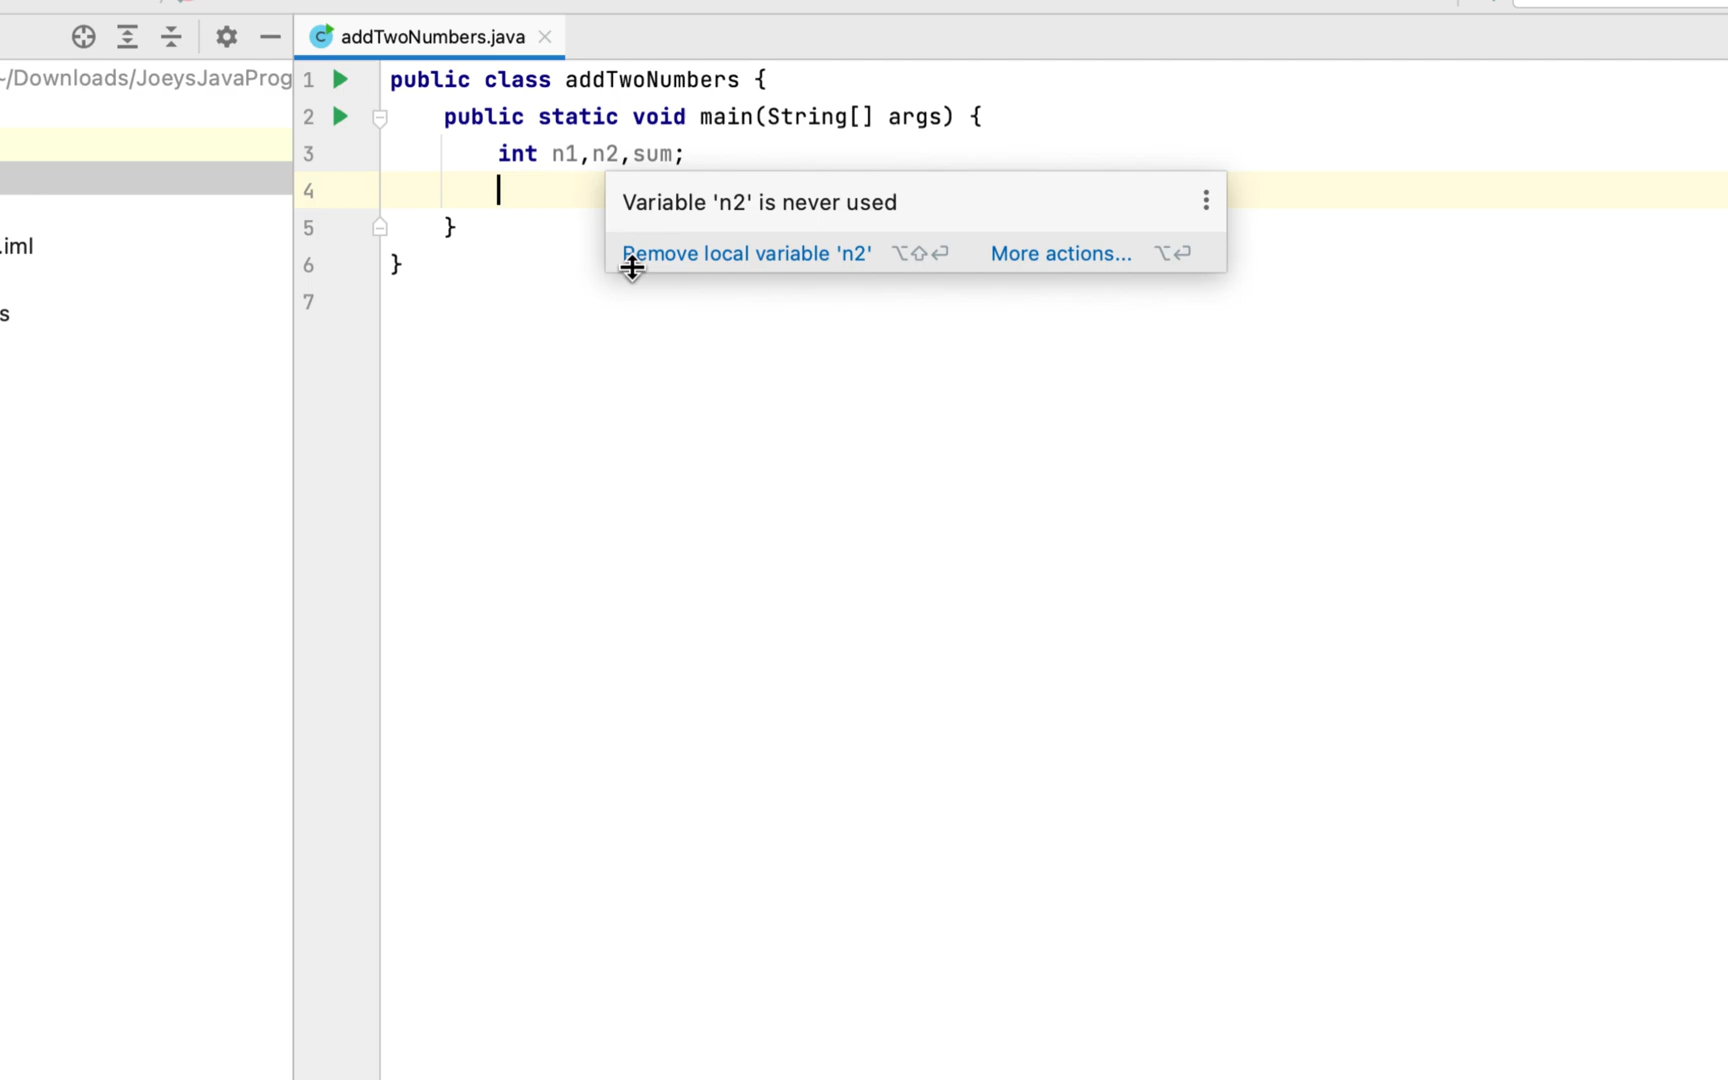 addTwoNumbers.java
~/Downloads/JoeysJavaProg
1 public class addTwoNumbers {
2 public static void main(String[] args) {
3 int n1,n2,sum;
4
5 }
6 }
7
Variable 'n2' is never used
Remove local variable 'n2' ⌥⇧⏎ More actions... ⌥⏎
.iml
s